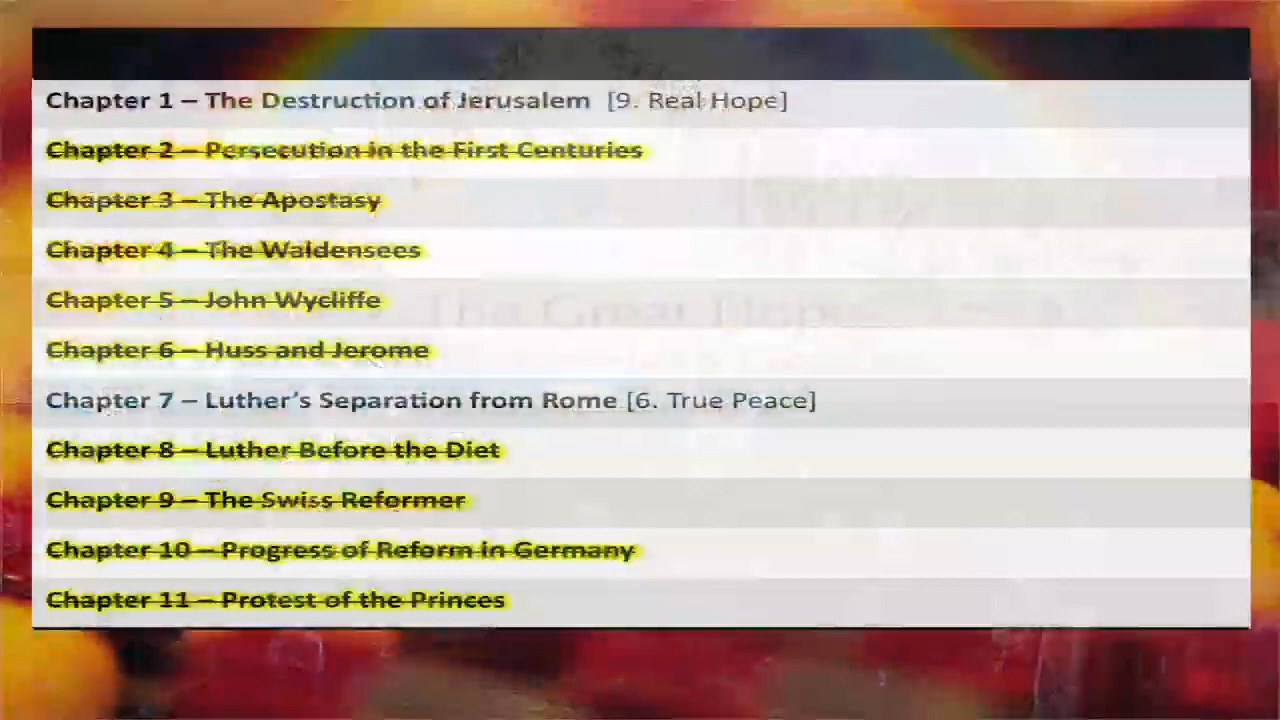 Chapter 1 – The Destruction of Jerusalem [9. Real Hope]
Chapter 2 – Persecution in the First Centuries
Chapter 3 – The Apostasy
Chapter 4 – The Waldensees
Chapter 5 – John Wycliffe
Chapter 6 – Huss and Jerome
The Great Hope
Chapter 7 – Luther's Separation from Rome [6. True Peace]
Chapter 8 – Luther Before the Diet
Chapter 9 – The Swiss Reformer
Chapter 10 – Progress of Reform in Germany
Chapter 11 – Protest of the Princes